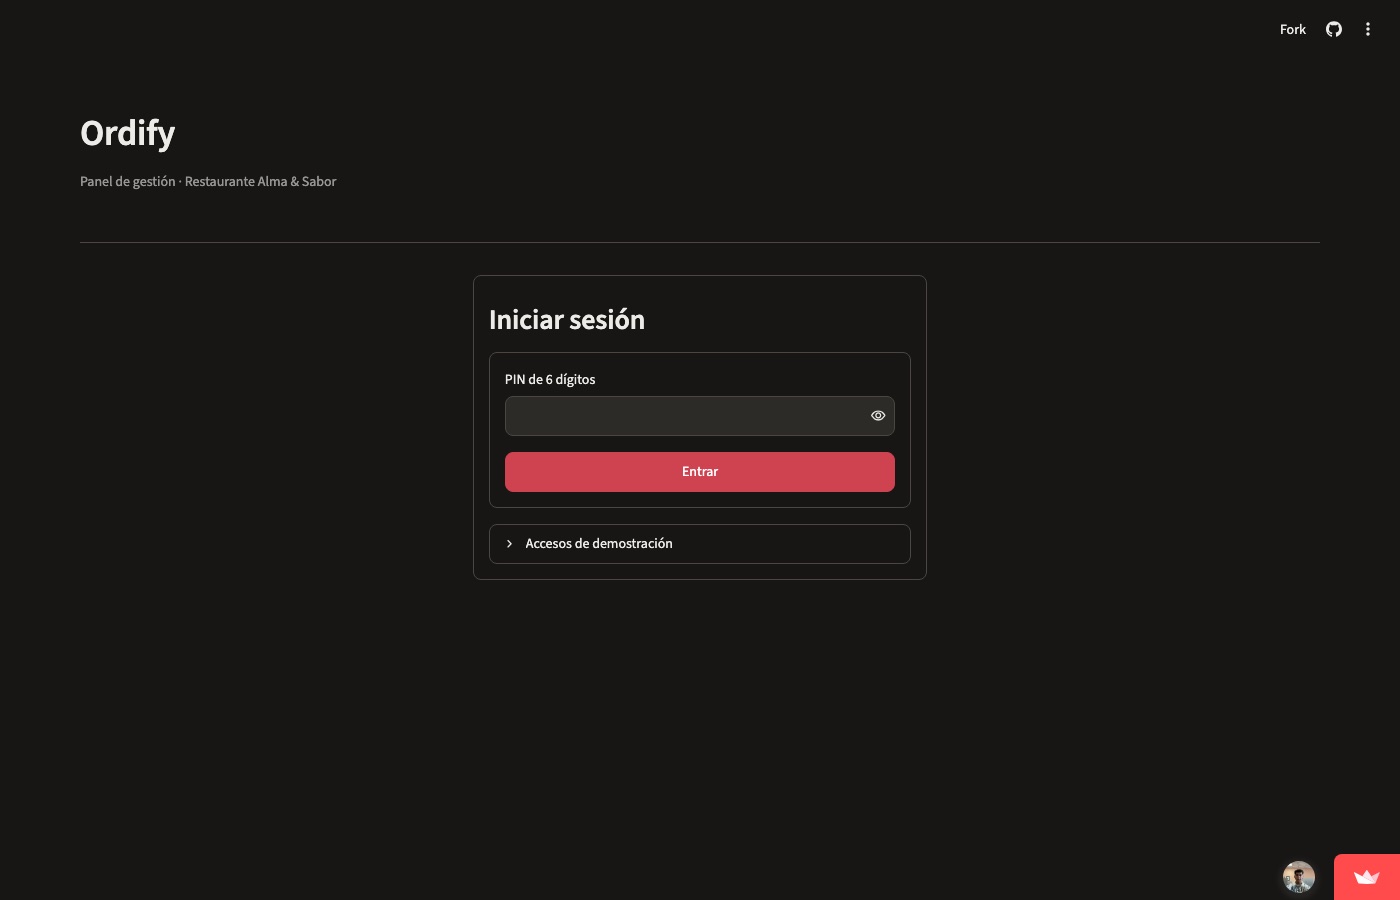 Fork
Ordify
Panel de gestión · Restaurante Alma & Sabor
Iniciar sesión
PIN de 6 dígitos
Entrar
Accesos de demostración